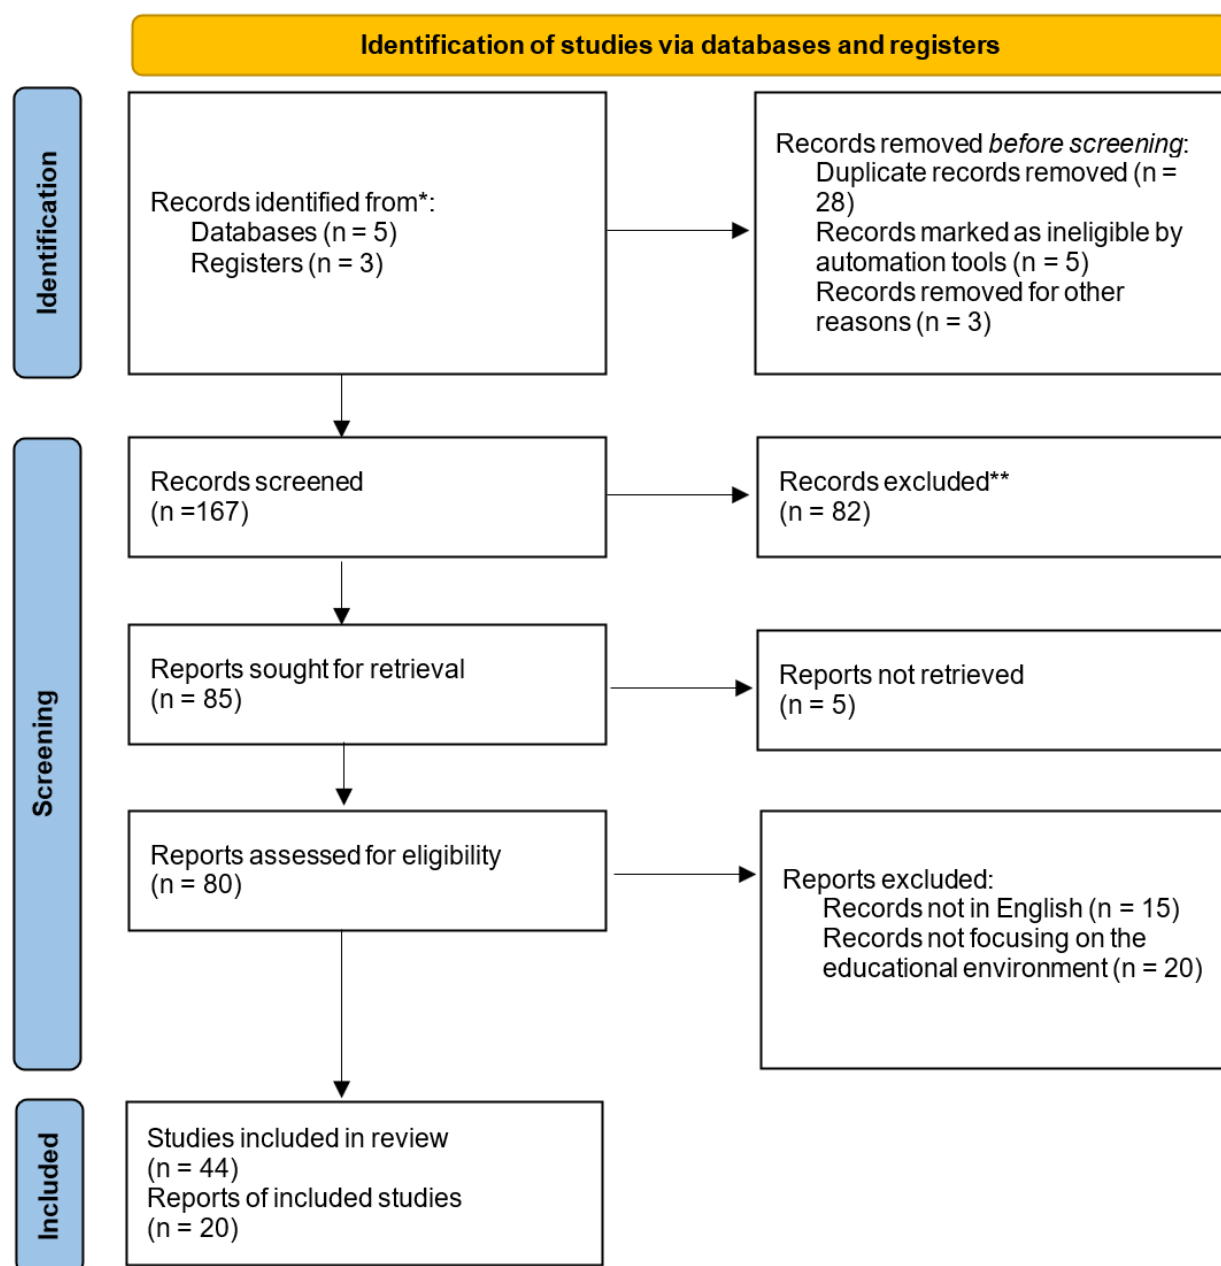 Identification of studies via databases and registers
Identification
Records identified from*:
Databases (n = 5)
Registers (n = 3)
Records removed before screening:
Duplicate records removed (n =
28)
Records marked as ineligible by
automation tools (n = 5)
Records removed for other
reasons (n = 3)
Screening
Records screened
(n =167)
Records excluded**
(n = 82)
Reports sought for retrieval
(n = 85)
Reports not retrieved
(n = 5)
Reports assessed for eligibility
(n = 80)
Reports excluded:
Records not in English (n = 15)
Records not focusing on the
educational environment (n = 20)
Included
Studies included in review
(n = 44)
Reports of included studies
(n = 20)